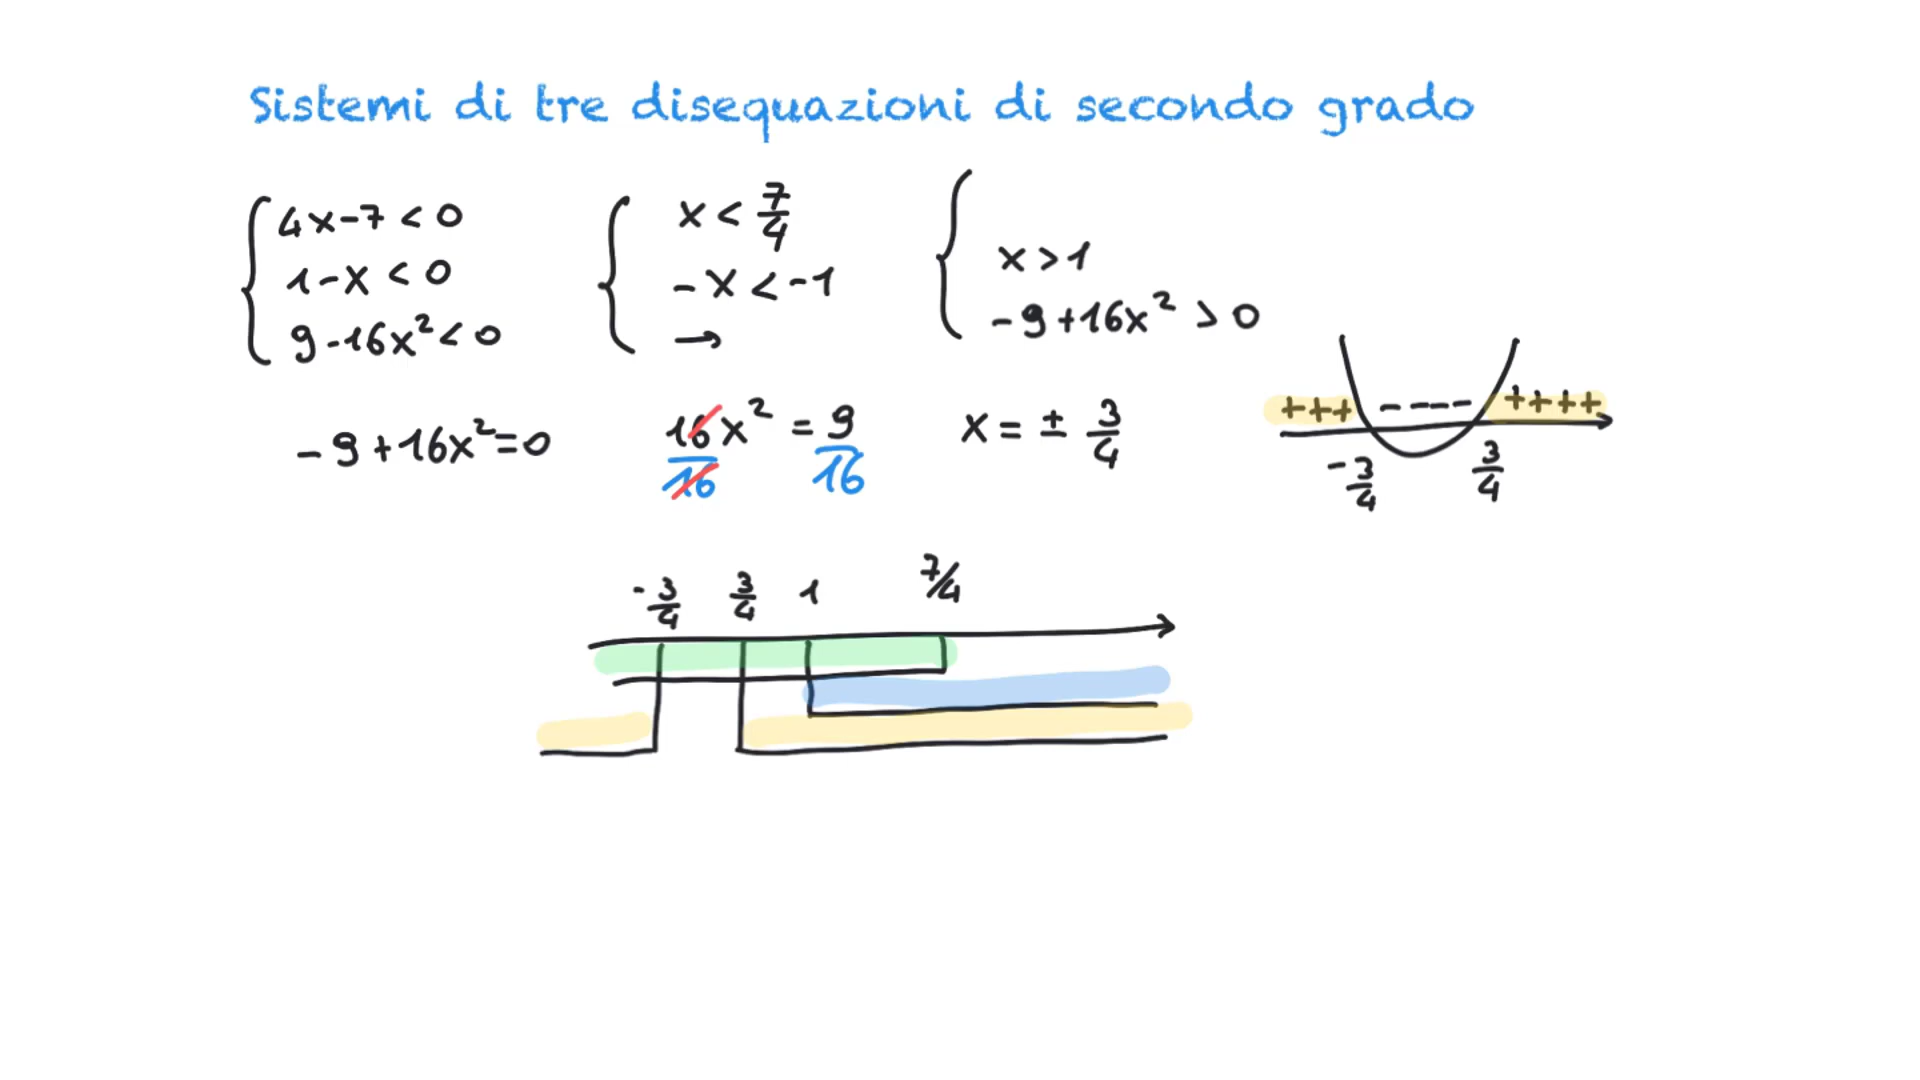 Sistemi di tre disequazioni di secondo grado
4x-7<0
1-x<0
9-16x²<0
x<7/4
-x<-1
→
x>1
-9+16x²>0
-9+16x²=0
16x²/16=9/16
x=±3/4
+++ ---- ++++
-3/4 3/4
-3/4 3/4 1 7/4